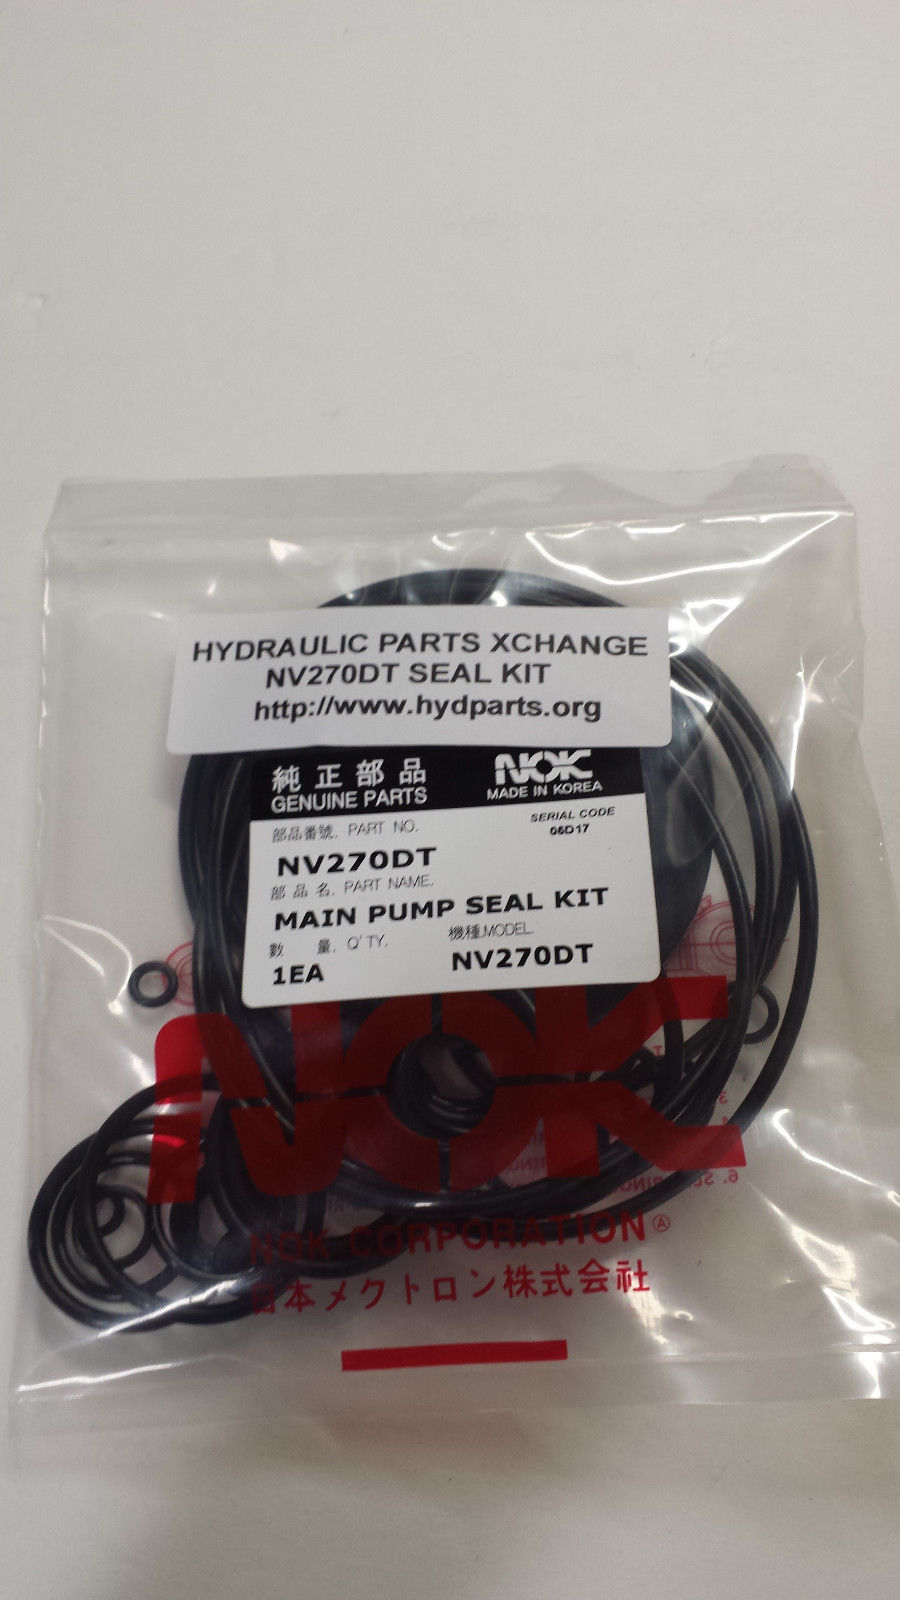 HYDRAULIC PARTS XCHANGE
NV270DT SEAL KIT
http://www.hydparts.org
純正部品 NOK
GENUINE PARTS MADE IN KOREA
部品番號. PART NO. SERIAL CODE
06D17
NV270DT
部品名. PART NAME.
MAIN PUMP SEAL KIT
數量. Q'TY. 機種.MODEL.
1EA NV270DT
NOK
NOK CORPORATION Ⓐ
日本メクトロン株式会社